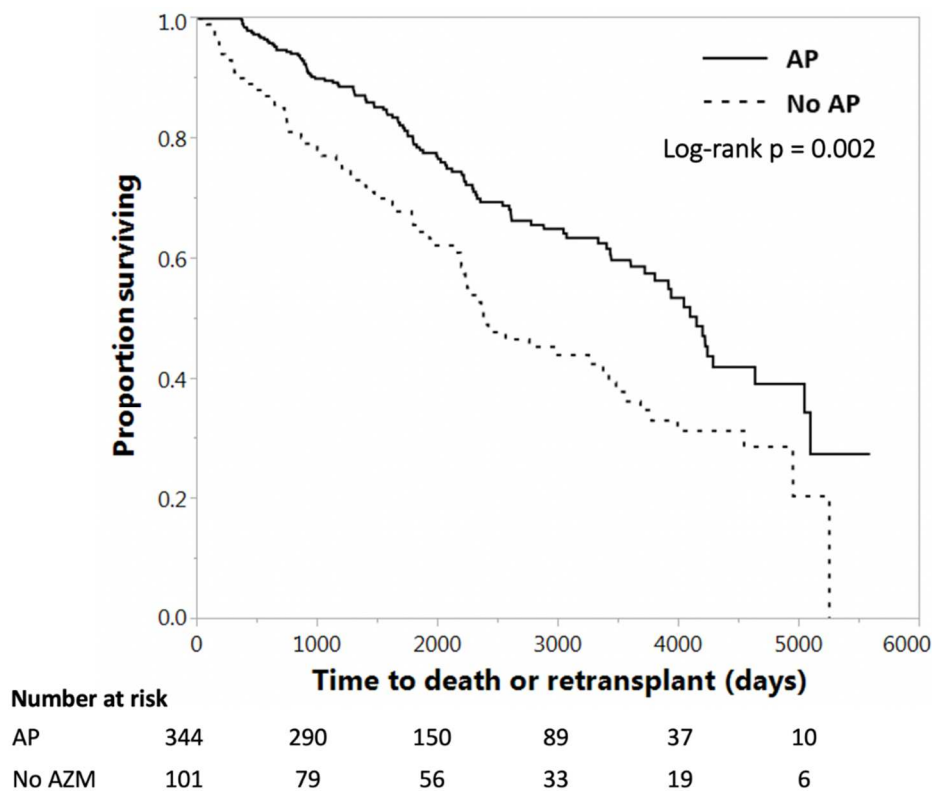 1.0
0.8
0.6
0.4
0.2
0.0
Proportion surviving
AP
No AP
Log-rank p = 0.002
0 1000 2000 3000 4000 5000 6000
Time to death or retransplant (days)
Number at risk
AP 344 290 150 89 37 10
No AZM 101 79 56 33 19 6